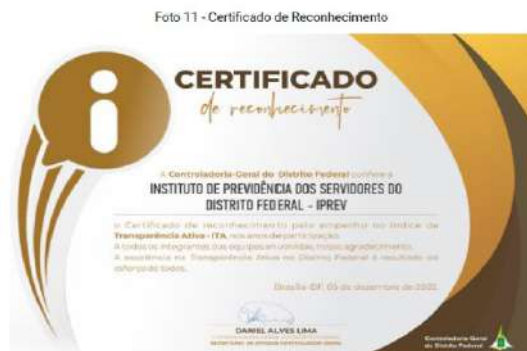 Foto 11 - Certificado de Reconhecimento
CERTIFICADO
de reconhecimento
A Controladoria-Geral do Distrito Federal confere a
INSTITUTO DE PREVIDÊNCIA DOS SERVIDORES DO
DISTRITO FEDERAL - IPREV
o Certificado de reconhecimento pelo empenho no Índice de
Transparência Ativa - ITA, nos anos de participação.
A todos os integrantes das equipes envolvidas, nosso agradecimento.
A excelência na Transparência Ativa no Distrito Federal é resultado do
esforço de todos.
Brasília-DF, 05 de dezembro de
DANIEL ALVES LIMA
Controladoria-Geral
do Distrito Federal